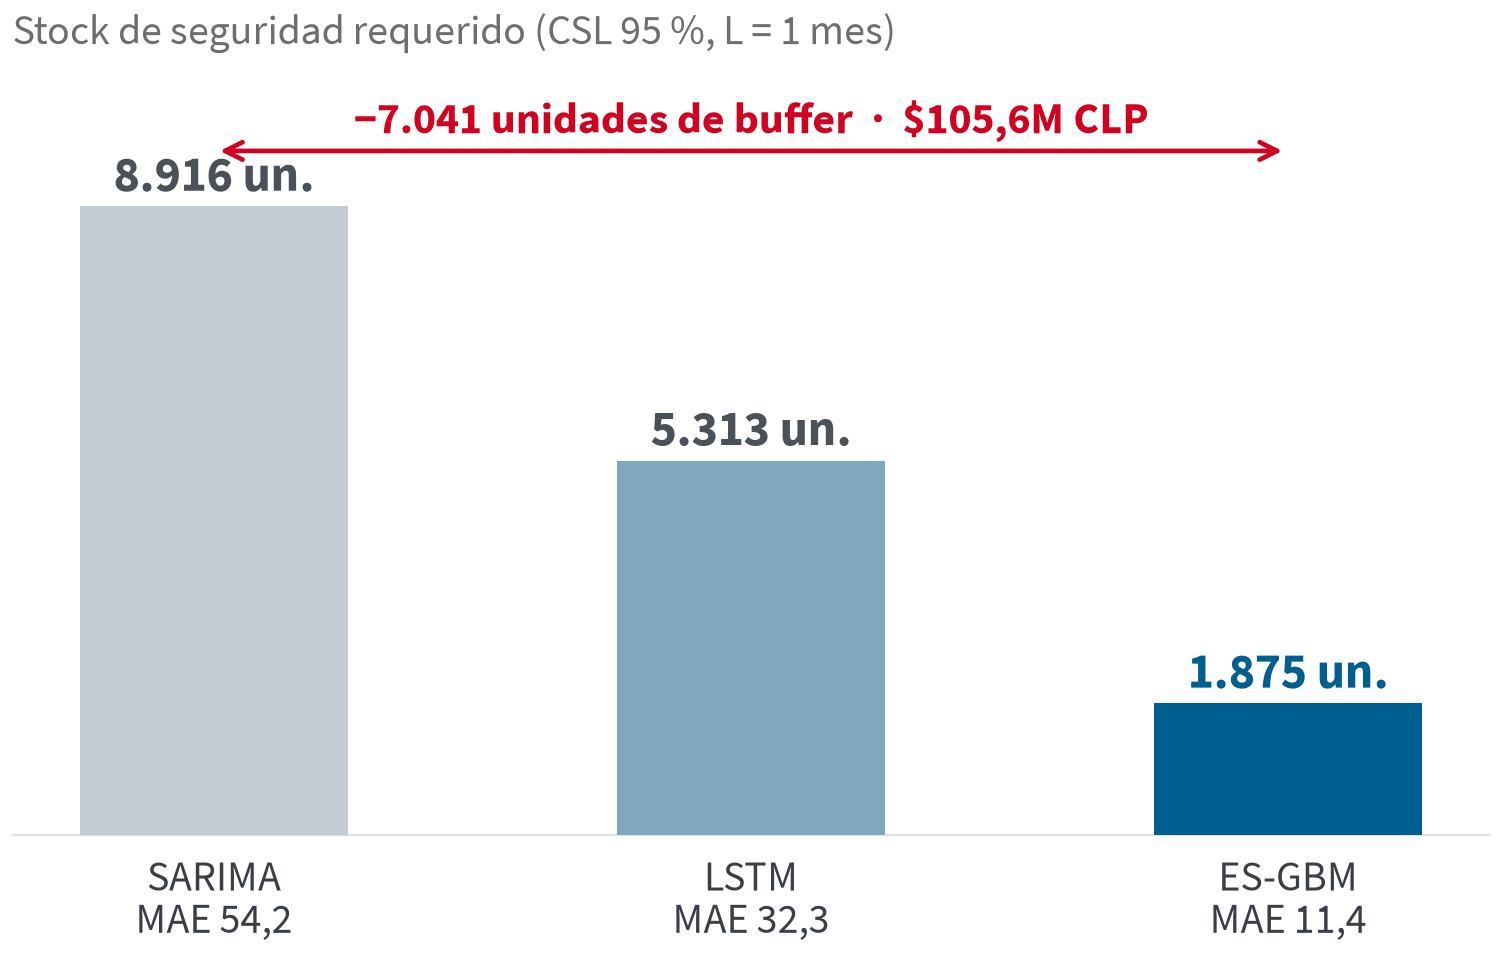 Stock de seguridad requerido (CSL 95 %, L = 1 mes)
−7.041 unidades de buffer · $105,6M CLP
8.916 un.
5.313 un.
1.875 un.
SARIMA
MAE 54,2
LSTM
MAE 32,3
ES-GBM
MAE 11,4